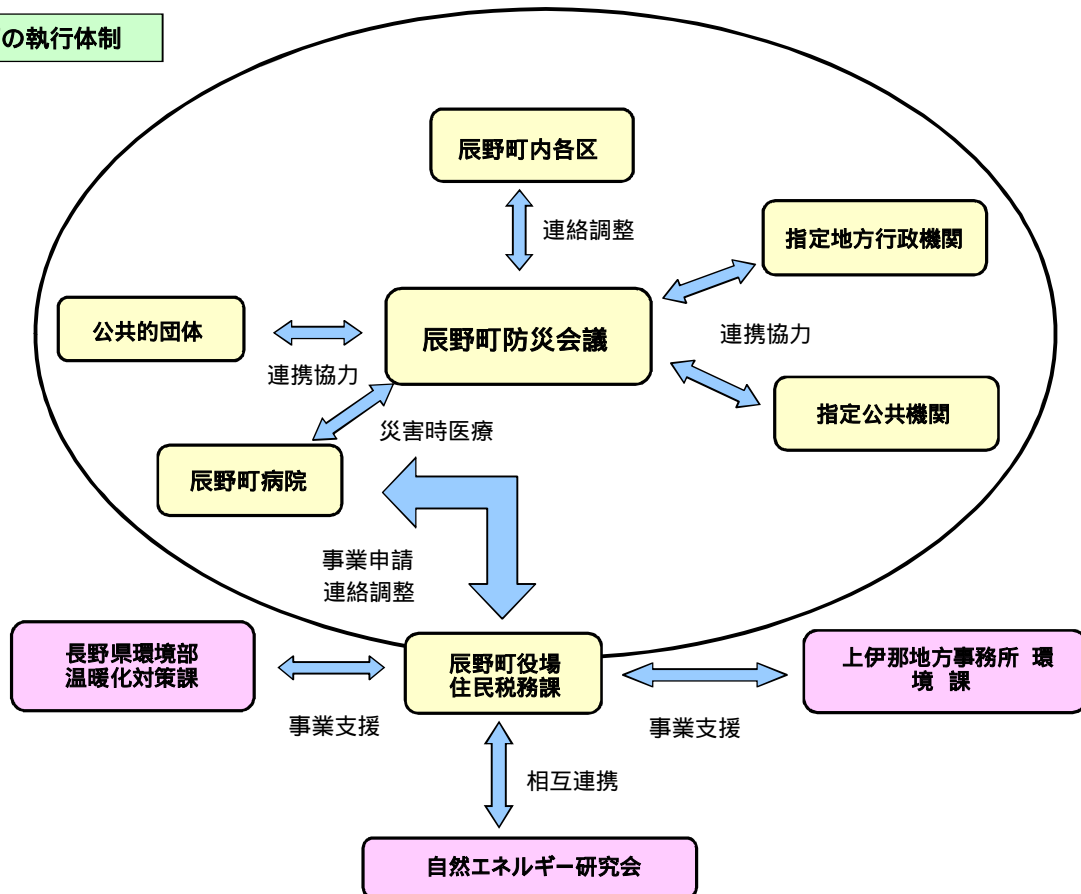 の執行体制
辰野町内各区
連絡調整
指定地方行政機関
公共的団体
辰野町防災会議
連携協力
連携協力
指定公共機関
災害時医療
辰野町病院
事業申請
連絡調整
長野県環境部
温暖化対策課
辰野町役場
住民税務課
上伊那地方事務所 環
境 課
事業支援
事業支援
相互連携
自然エネルギー研究会